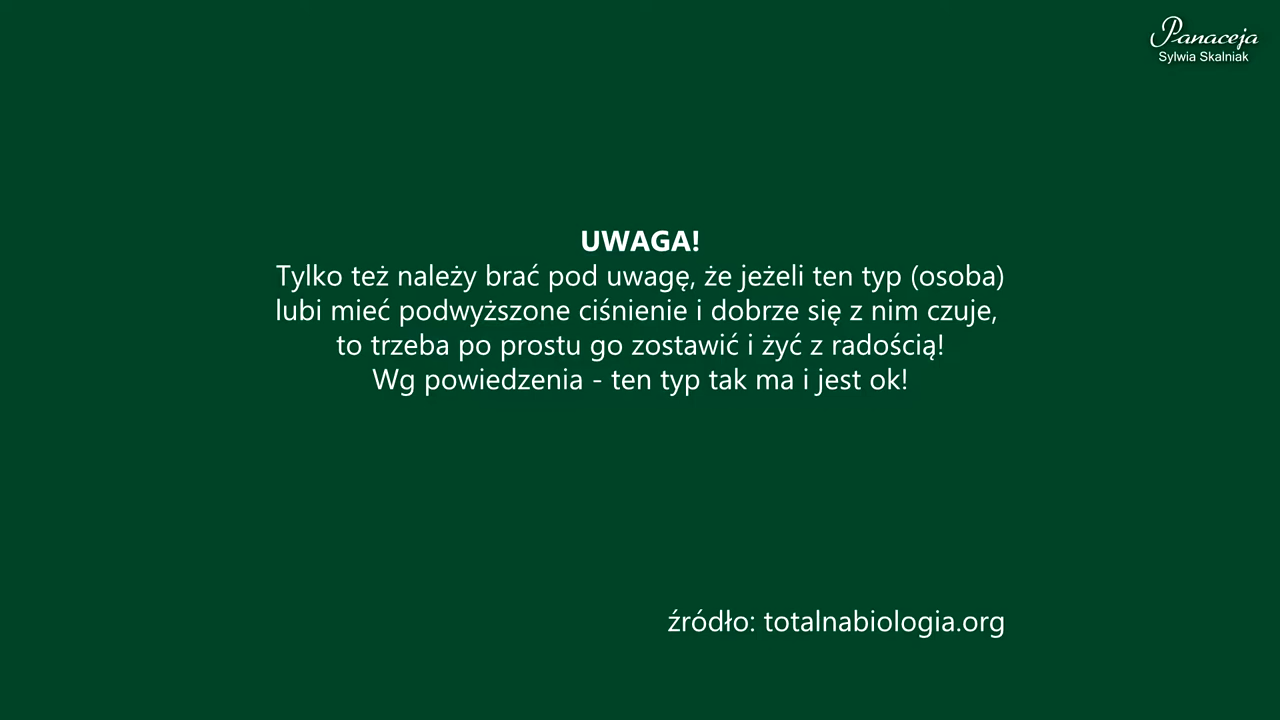 Panaceja
Sylwia Skalniak
UWAGA!
Tylko też należy brać pod uwagę, że jeżeli ten typ (osoba)
lubi mieć podwyższone ciśnienie i dobrze się z nim czuje,
to trzeba po prostu go zostawić i żyć z radością!
Wg powiedzenia - ten typ tak ma i jest ok!
źródło: totalnabiologia.org